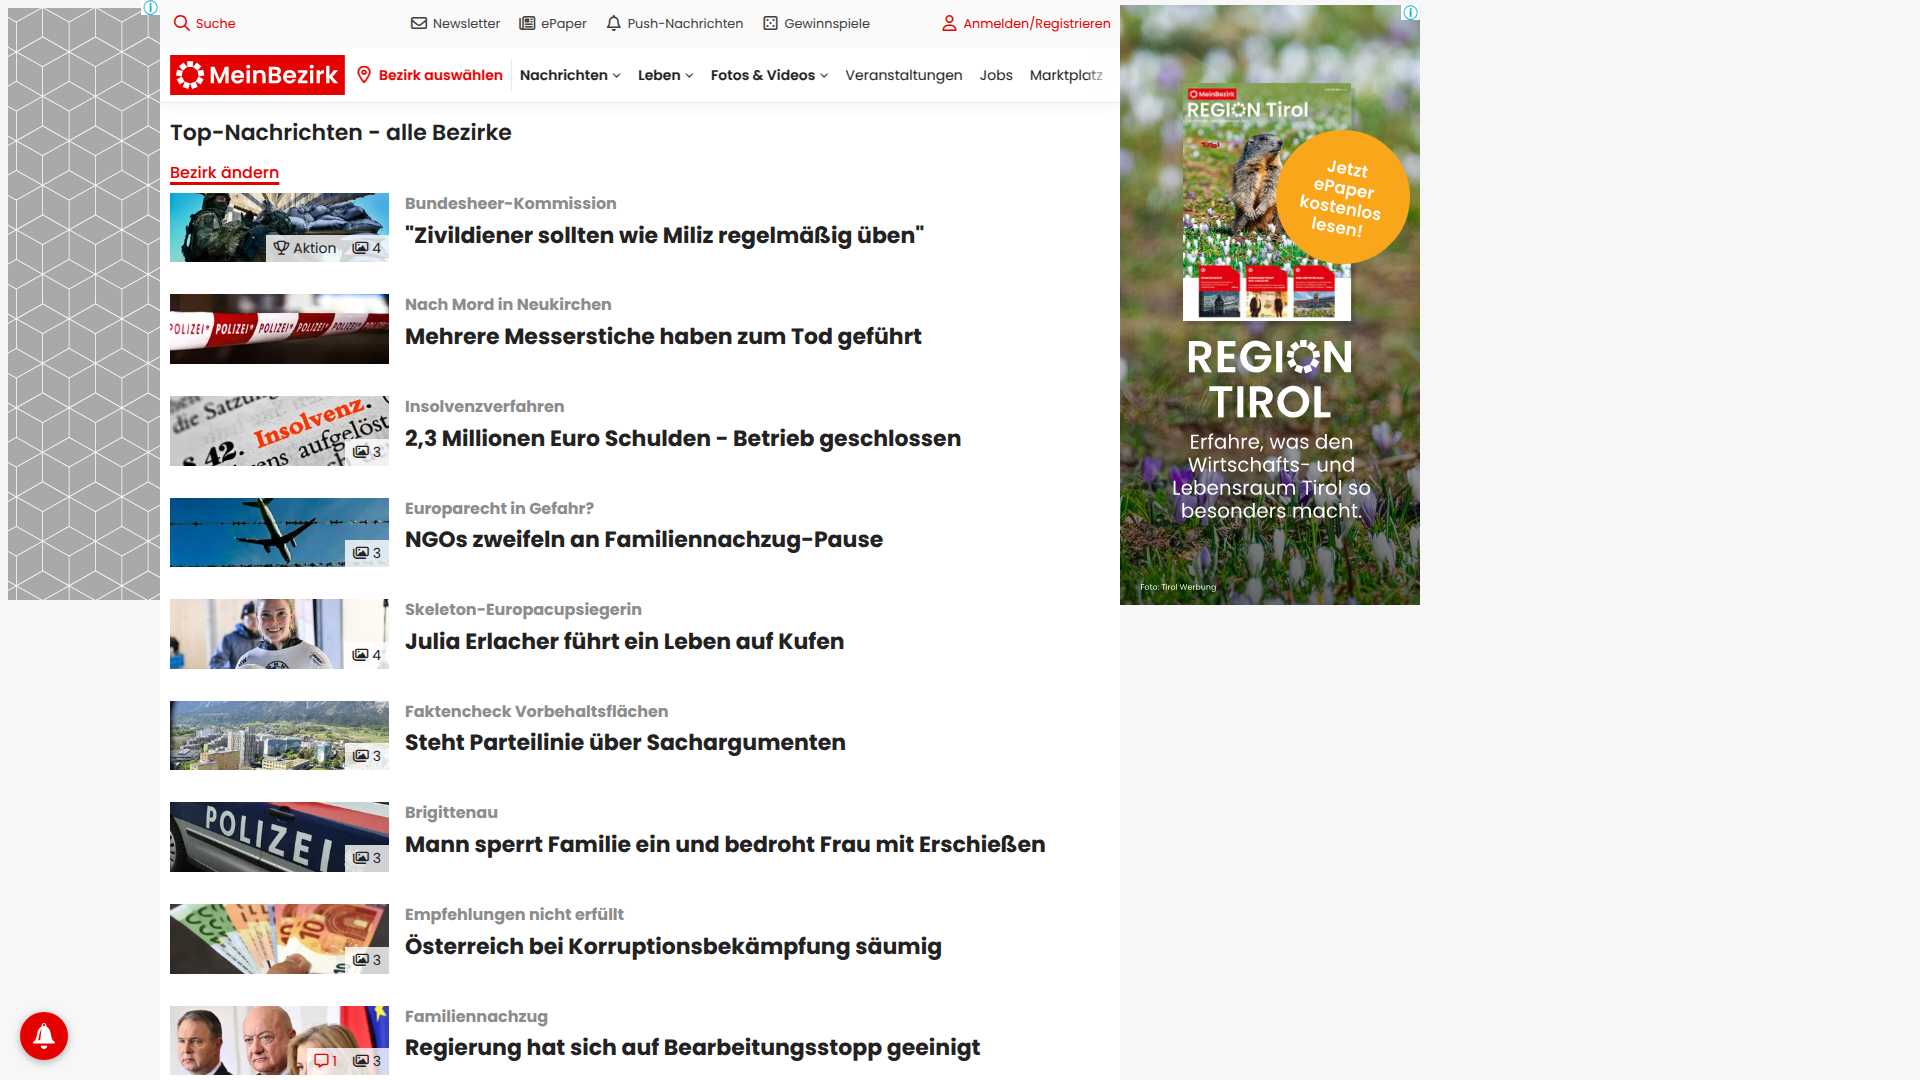 Suche
Newsletter
ePaper
Push-Nachrichten
Gewinnspiele
Anmelden/Registrieren
MeinBezirk
Bezirk auswählen
Nachrichten
Leben
Fotos & Videos
Veranstaltungen
Jobs
Marktplatz
Top-Nachrichten - alle Bezirke
Bezirk ändern
Aktion 4
Bundesheer-Kommission
"Zivildiener sollten wie Miliz regelmäßig üben"
POLIZEI* POLIZEI* POLIZEI* POLIZEI* POLIZEI
Nach Mord in Neukirchen
Mehrere Messerstiche haben zum Tod geführt
die Satzung
42. Insolvenz.
aufgelöst
3
Insolvenzverfahren
2,3 Millionen Euro Schulden - Betrieb geschlossen
3
Europarecht in Gefahr?
NGOs zweifeln an Familiennachzug-Pause
4
Skeleton-Europacupsiegerin
Julia Erlacher führt ein Leben auf Kufen
3
Faktencheck Vorbehaltsflächen
Steht Parteilinie über Sachargumenten
POLIZEI
3
Brigittenau
Mann sperrt Familie ein und bedroht Frau mit Erschießen
10
3
Empfehlungen nicht erfüllt
Österreich bei Korruptionsbekämpfung säumig
1 3
Familiennachzug
Regierung hat sich auf Bearbeitungsstopp geeinigt
MeinBezirk
REGION Tirol
Tirol
Jetzt
ePaper
kostenlos
lesen!
REGION
TIROL
Erfahre, was den
Wirtschafts- und
Lebensraum Tirol so
besonders macht.
Foto: Tirol Werbung